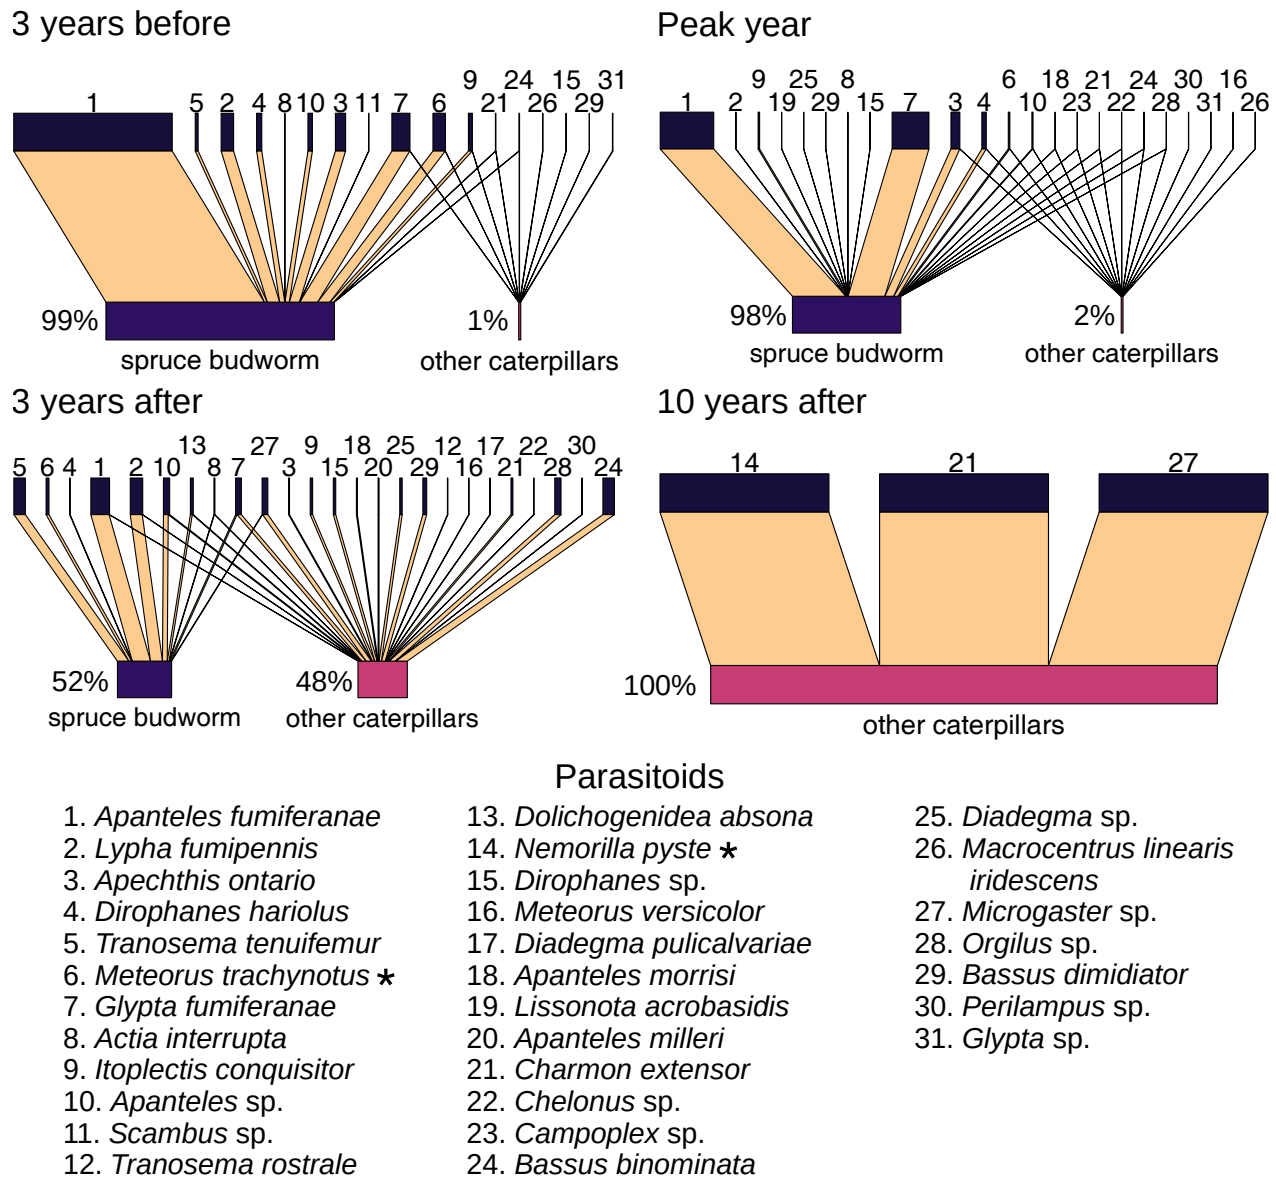 3 years before
9 24 15 31
1 5 2 4 8 10 3 11 7 6 21 26 29
99% 1%
spruce budworm other caterpillars
Peak year
9 25 8 6 18 21 24 30 16
1 2 19 29 15 7 3 4 10 23 22 28 31 26
98% 2%
spruce budworm other caterpillars
3 years after
13 27 9 18 25 12 17 22 30
5 6 4 1 2 10 8 7 3 15 20 29 16 21 28 24
52% 48%
spruce budworm other caterpillars
10 years after
14 21 27
100%
other caterpillars
Parasitoids
1. Apanteles fumiferanae
2. Lypha fumipennis
3. Apechthis ontario
4. Dirophanes hariolus
5. Tranosema tenuifemur
6. Meteorus trachynotus *
7. Glypta fumiferanae
8. Actia interrupta
9. Itoplectis conquisitor
10. Apanteles sp.
11. Scambus sp.
12. Tranosema rostrale
13. Dolichogenidea absona
14. Nemorilla pyste *
15. Dirophanes sp.
16. Meteorus versicolor
17. Diadegma pulicalvariae
18. Apanteles morrisi
19. Lissonota acrobasidis
20. Apanteles milleri
21. Charmon extensor
22. Chelonus sp.
23. Campoplex sp.
24. Bassus binominata
25. Diadegma sp.
26. Macrocentrus linearis
iridescens
27. Microgaster sp.
28. Orgilus sp.
29. Bassus dimidiator
30. Perilampus sp.
31. Glypta sp.